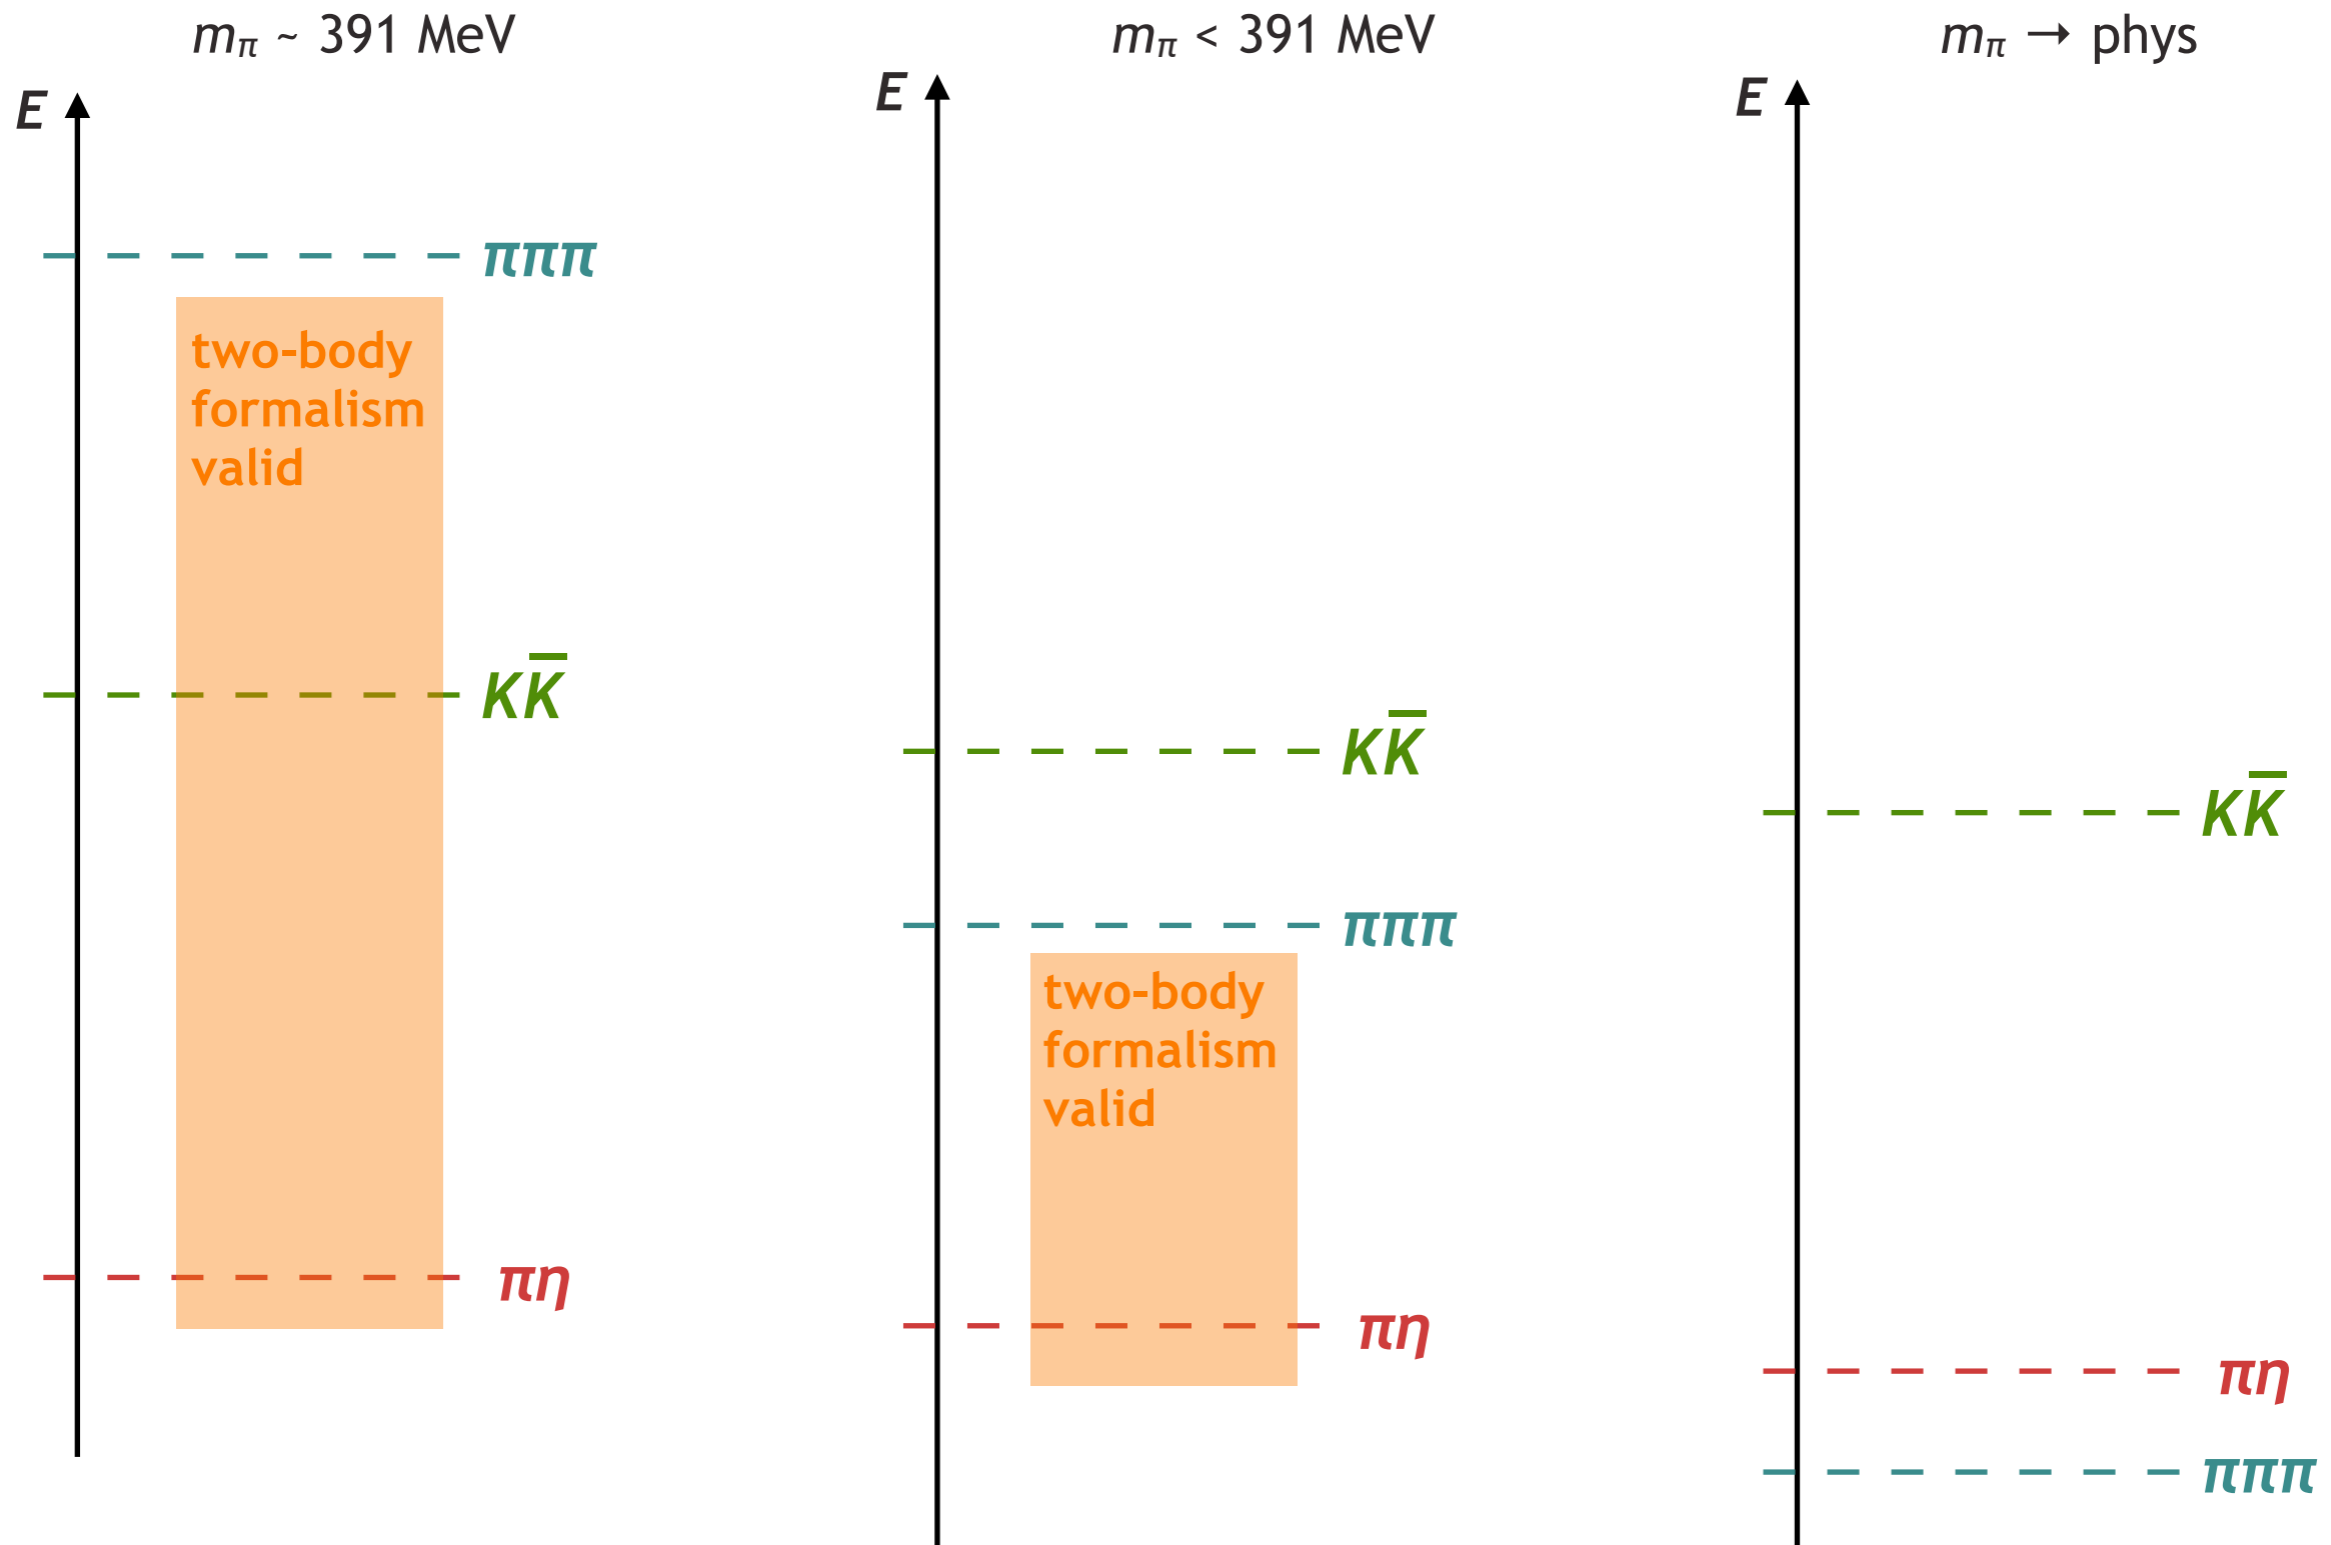 mπ ~ 391 MeV
E
πππ
two-body
formalism
valid
KK̅
πη
mπ < 391 MeV
E
KK̅
πππ
two-body
formalism
valid
πη
mπ → phys
E
KK̅
πη
πππ